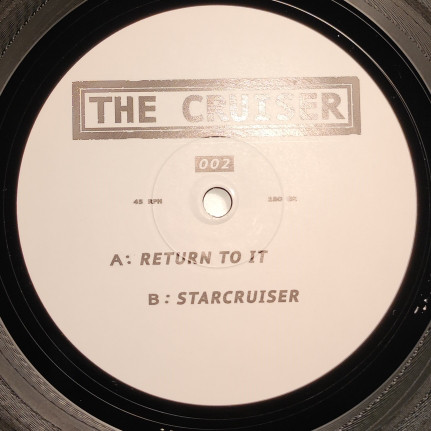 THE CRUISER
002
45 RPM
A: RETURN TO IT
B: STARCRUISER